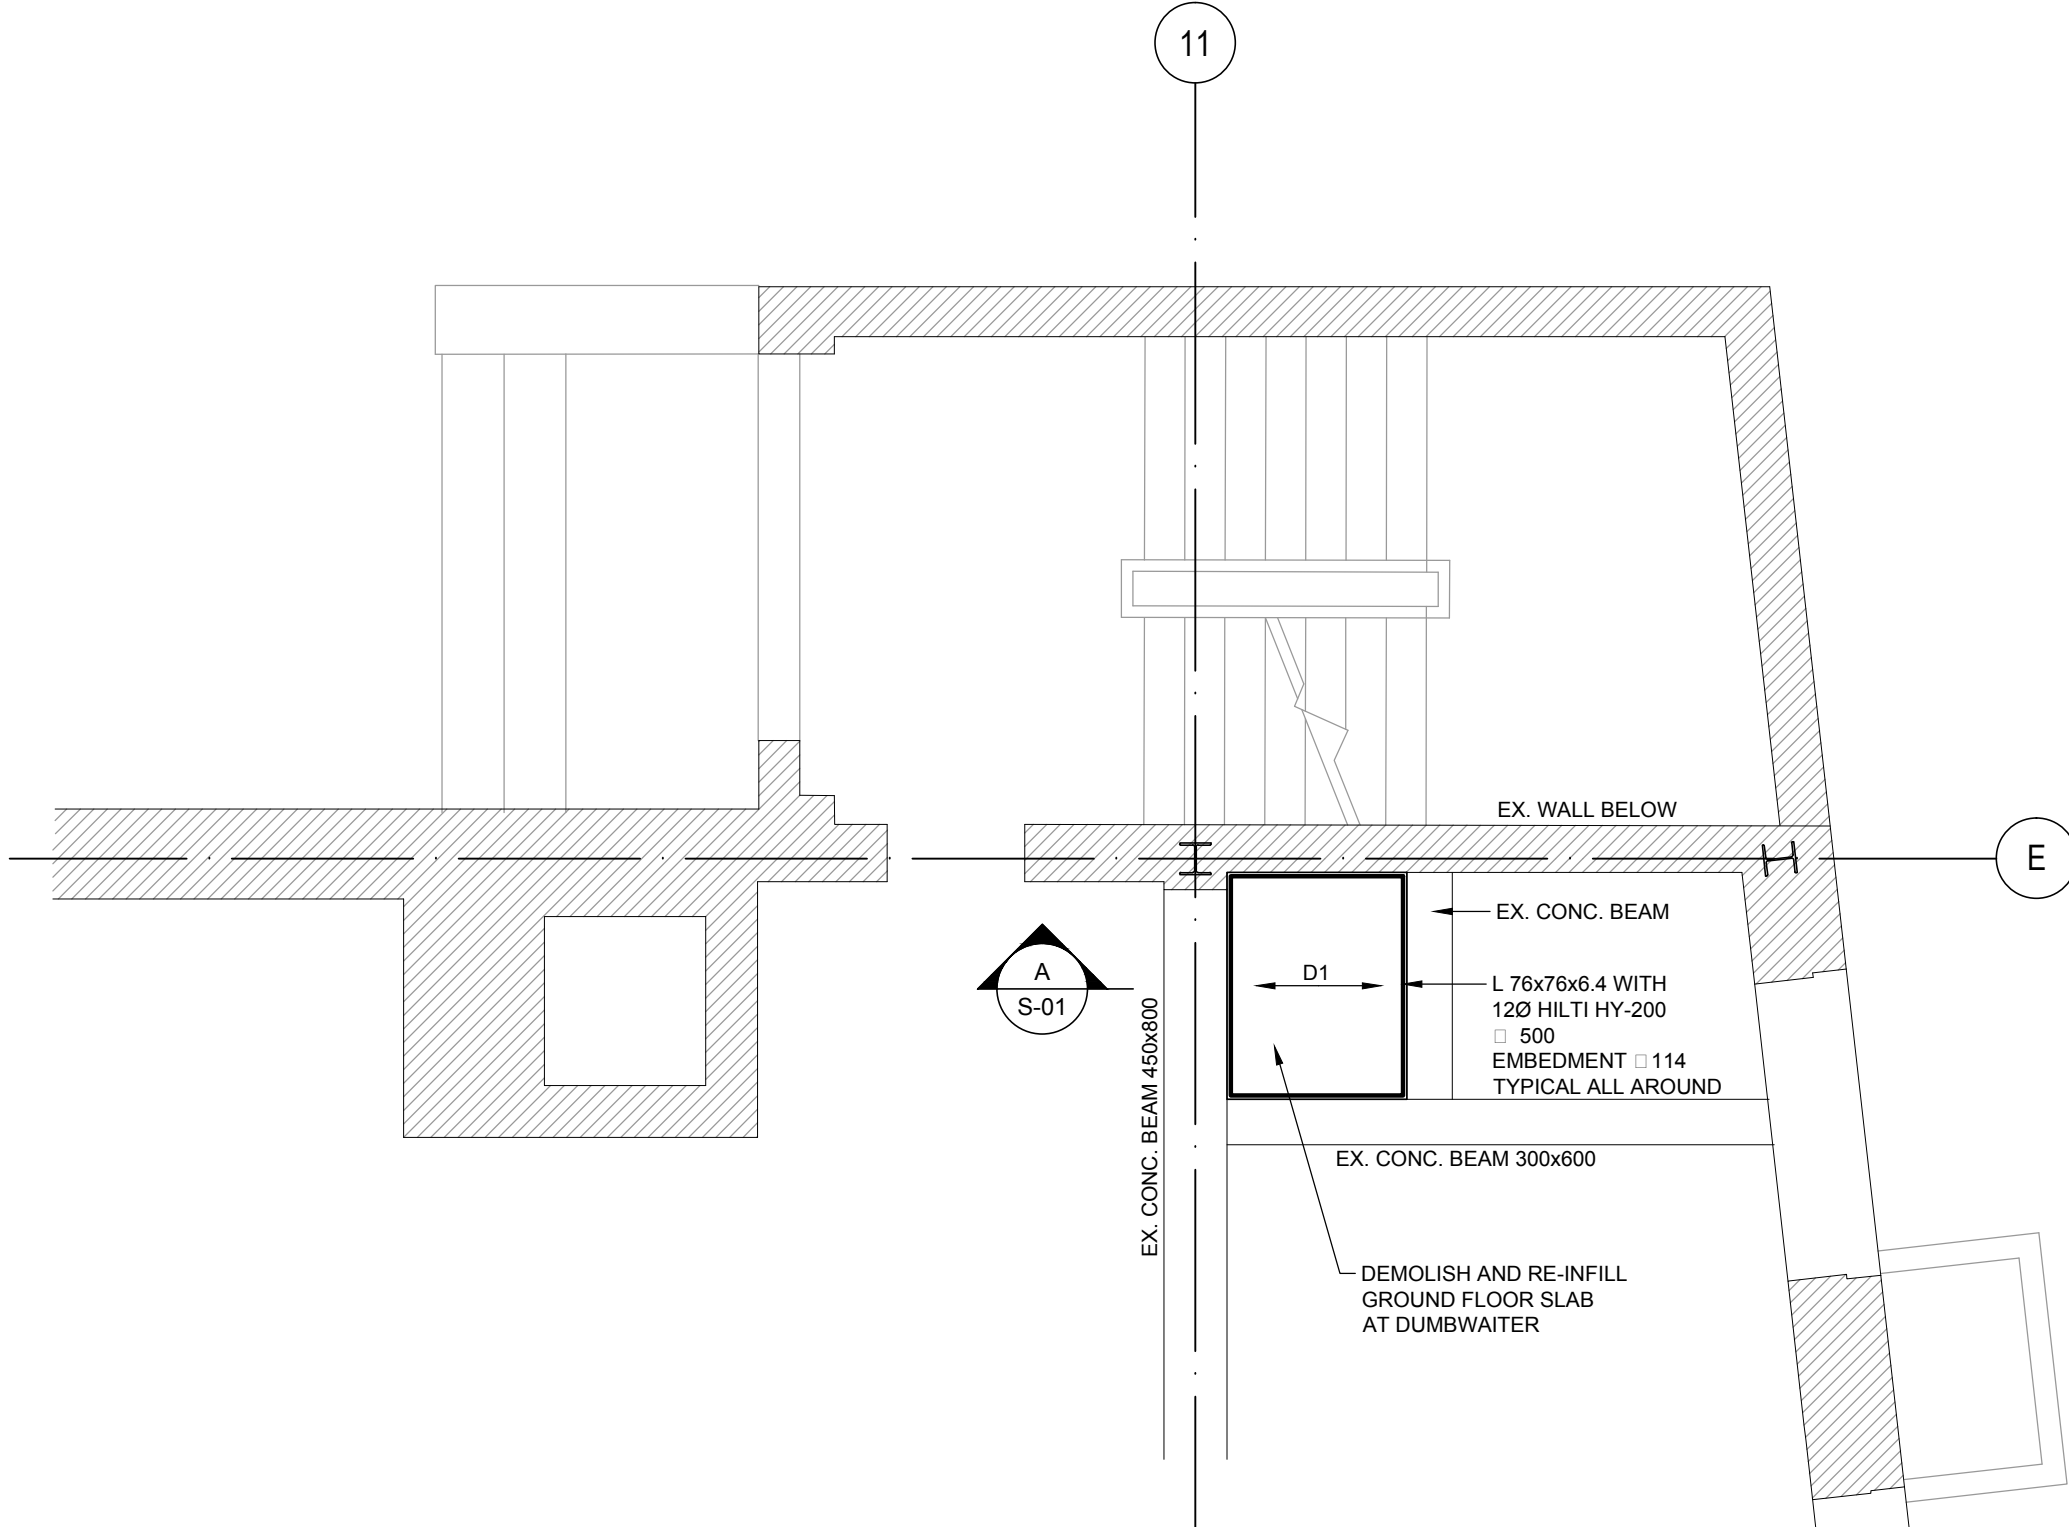 11
EX. WALL BELOW
E
EX. CONC. BEAM
A
S-01
D1
L 76x76x6.4 WITH
12Ø HILTI HY-200
□ 500
EMBEDMENT □ 114
TYPICAL ALL AROUND
EX. CONC. BEAM 450x800
EX. CONC. BEAM 300x600
DEMOLISH AND RE-INFILL
GROUND FLOOR SLAB
AT DUMBWAITER